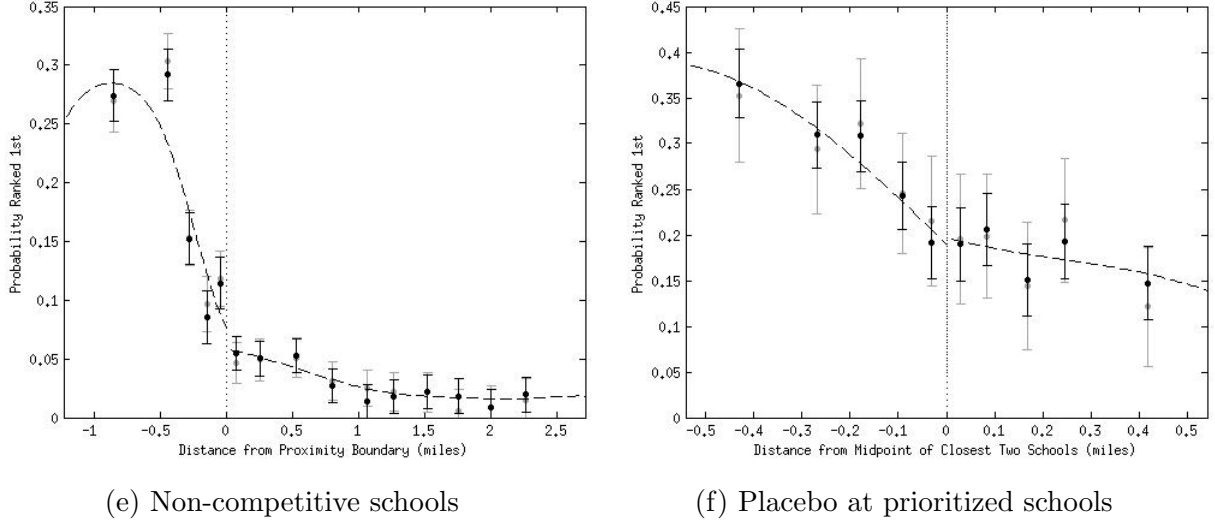 0.35
0.3
0.25
0.2
0.15
0.1
0.05
0
Probability Ranked 1st
-1 -0.5 0 0.5 1 1.5 2 2.5
Distance from Proximity Boundary (miles)
(e) Non-competitive schools
0.45
0.4
0.35
0.3
0.25
0.2
0.15
0.1
0.05
0
Probability Ranked 1st
-0.5 -0.4 -0.3 -0.2 -0.1 0 0.1 0.2 0.3 0.4 0.5
Distance from Midpoint of Closest Two Schools (miles)
(f) Placebo at prioritized schools